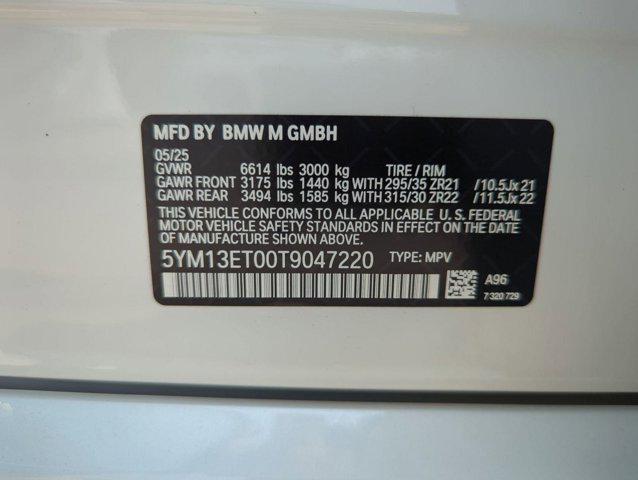 MFD BY BMW M GMBH
05/25
GVWR 6614 lbs 3000 kg TIRE / RIM
GAWR FRONT 3175 lbs 1440 kg WITH 295/35 ZR21 /10.5Jx21
GAWR REAR 3494 lbs 1585 kg WITH 315/30 ZR22 /11.5Jx22
THIS VEHICLE CONFORMS TO ALL APPLICABLE U. S. FEDERAL
MOTOR VEHICLE SAFETY STANDARDS IN EFFECT ON THE DATE
OF MANUFACTURE SHOWN ABOVE.
5YM13ET00T9047220 TYPE: MPV
A96
7 320 729